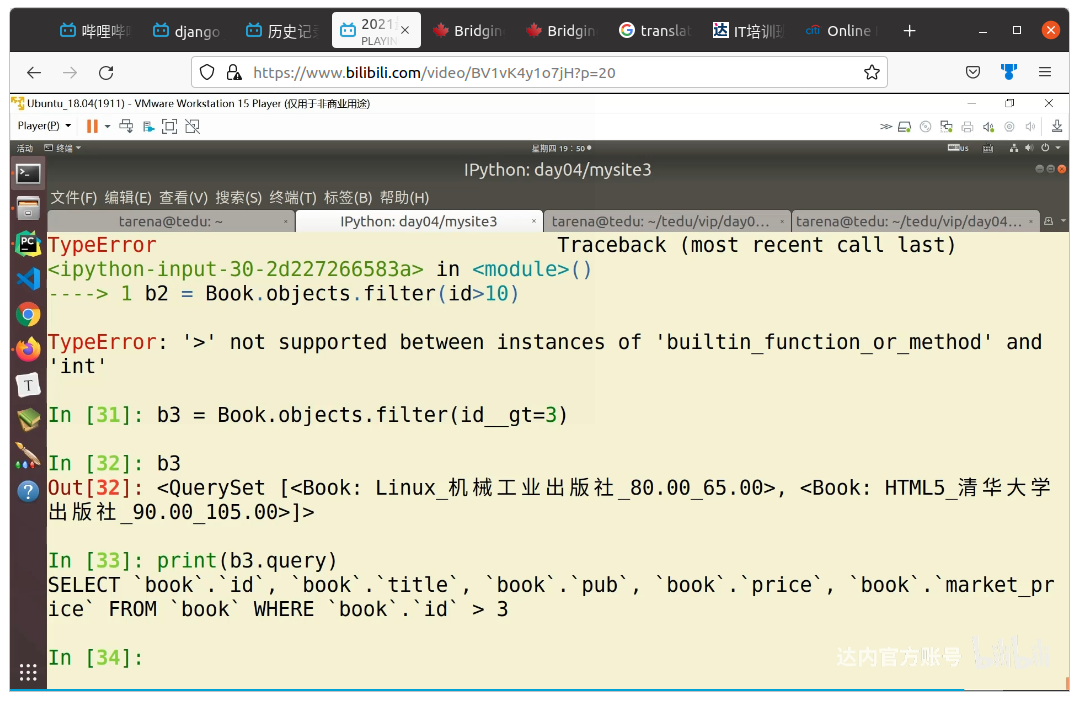 哔哩哔哩
django
历史记录
2021
PLAYIN
Bridgin
Bridgin
translat
IT培训班
Online
https://www.bilibili.com/video/BV1vK4y1o7jH?p=20
Ubuntu_18.04(1911) - VMware Workstation 15 Player (仅用于非商业用途)
Player(P)
活动
终端
星期四 19：50
IPython: day04/mysite3
文件(F) 编辑(E) 查看(V) 搜索(S) 终端(T) 标签(B) 帮助(H)
tarena@tedu: ~
IPython: day04/mysite3
tarena@tedu: ~/tedu/vip/day0...
tarena@tedu: ~/tedu/vip/day04...
TypeError Traceback (most recent call last)
<ipython-input-30-2d227266583a> in <module>()
----> 1 b2 = Book.objects.filter(id>10)
TypeError: '>' not supported between instances of 'builtin_function_or_method' and
'int'
In [31]: b3 = Book.objects.filter(id__gt=3)
In [32]: b3
Out[32]: <QuerySet [<Book: Linux_机械工业出版社_80.00_65.00>, <Book: HTML5_清华大学
出版社_90.00_105.00>]>
In [33]: print(b3.query)
SELECT `book`.`id`, `book`.`title`, `book`.`pub`, `book`.`price`, `book`.`market_pr
ice` FROM `book` WHERE `book`.`id` > 3
In [34]:
达内官方账号